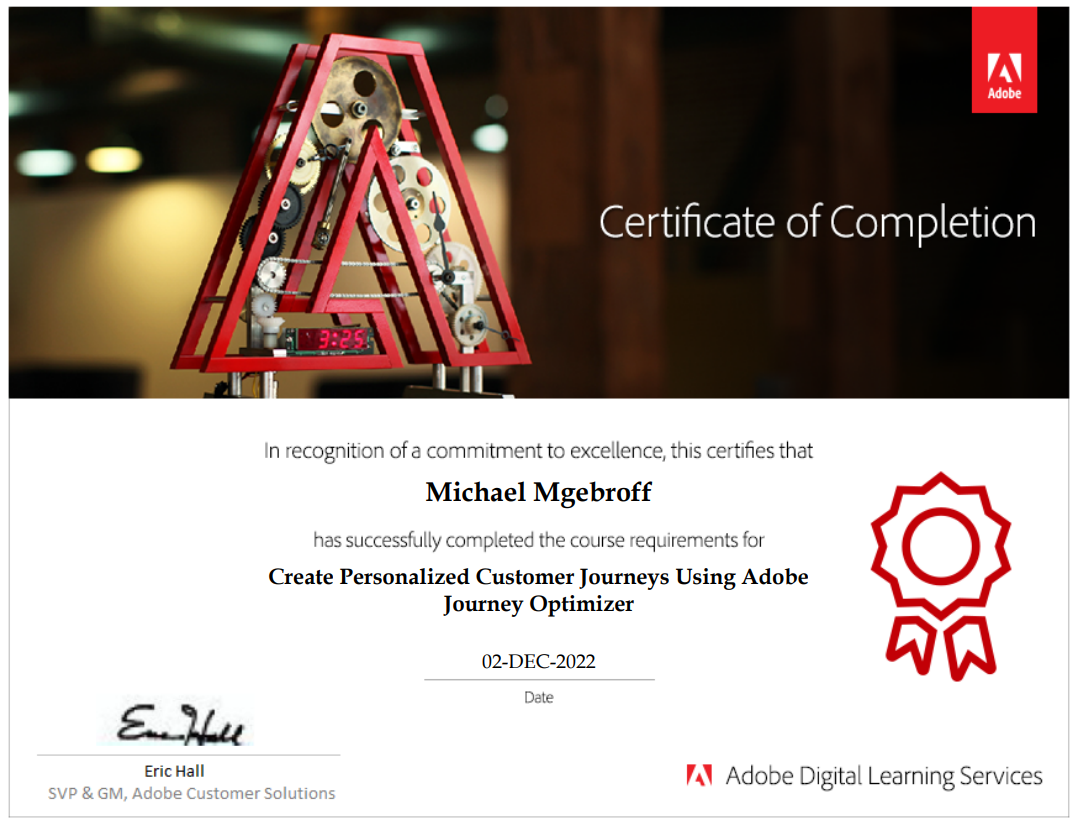 Adobe
Certificate of Completion
9:25
In recognition of a commitment to excellence, this certifies that
Michael Mgebroff
has successfully completed the course requirements for
Create Personalized Customer Journeys Using Adobe
Journey Optimizer
02-DEC-2022
Date
Eric Hall
Eric Hall
SVP & GM, Adobe Customer Solutions
Adobe Digital Learning Services